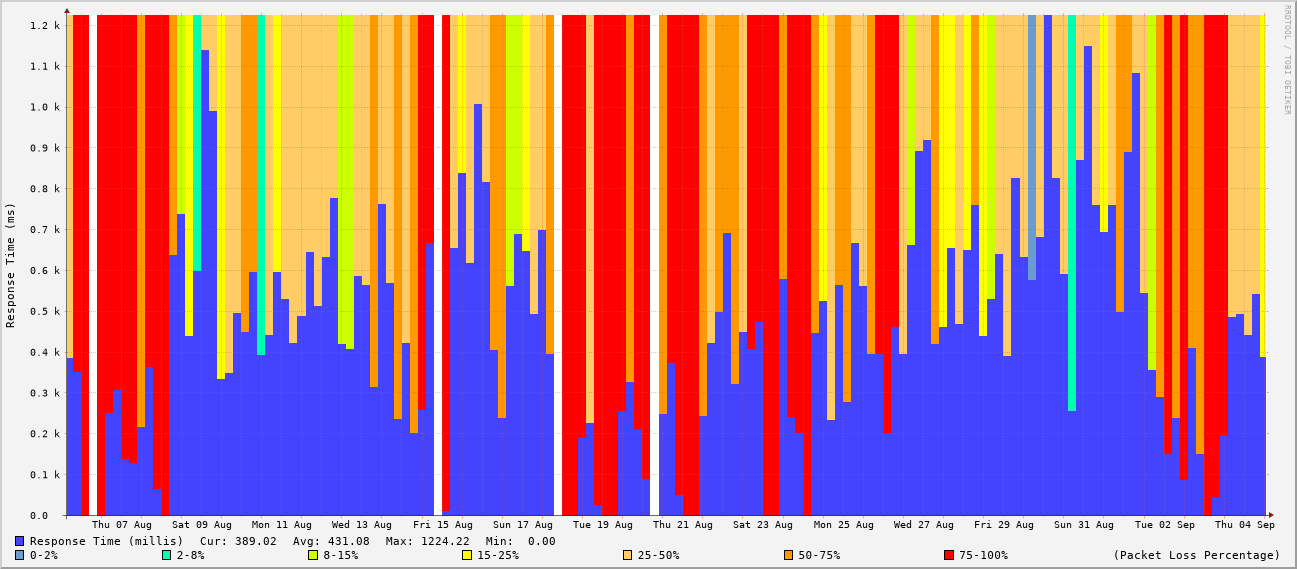 RRDTOOL / TOBI OETIKER
Response Time (ms)
1.2 k
1.1 k
1.0 k
0.9 k
0.8 k
0.7 k
0.6 k
0.5 k
0.4 k
0.3 k
0.2 k
0.1 k
0.0
Thu 07 Aug Sat 09 Aug Mon 11 Aug Wed 13 Aug Fri 15 Aug Sun 17 Aug Tue 19 Aug Thu 21 Aug Sat 23 Aug Mon 25 Aug Wed 27 Aug Fri 29 Aug Sun 31 Aug Tue 02 Sep Thu 04 Sep
Response Time (millis) Cur: 389.02 Avg: 431.08 Max: 1224.22 Min: 0.00
0-2% 2-8% 8-15% 15-25% 25-50% 50-75% 75-100% (Packet Loss Percentage)